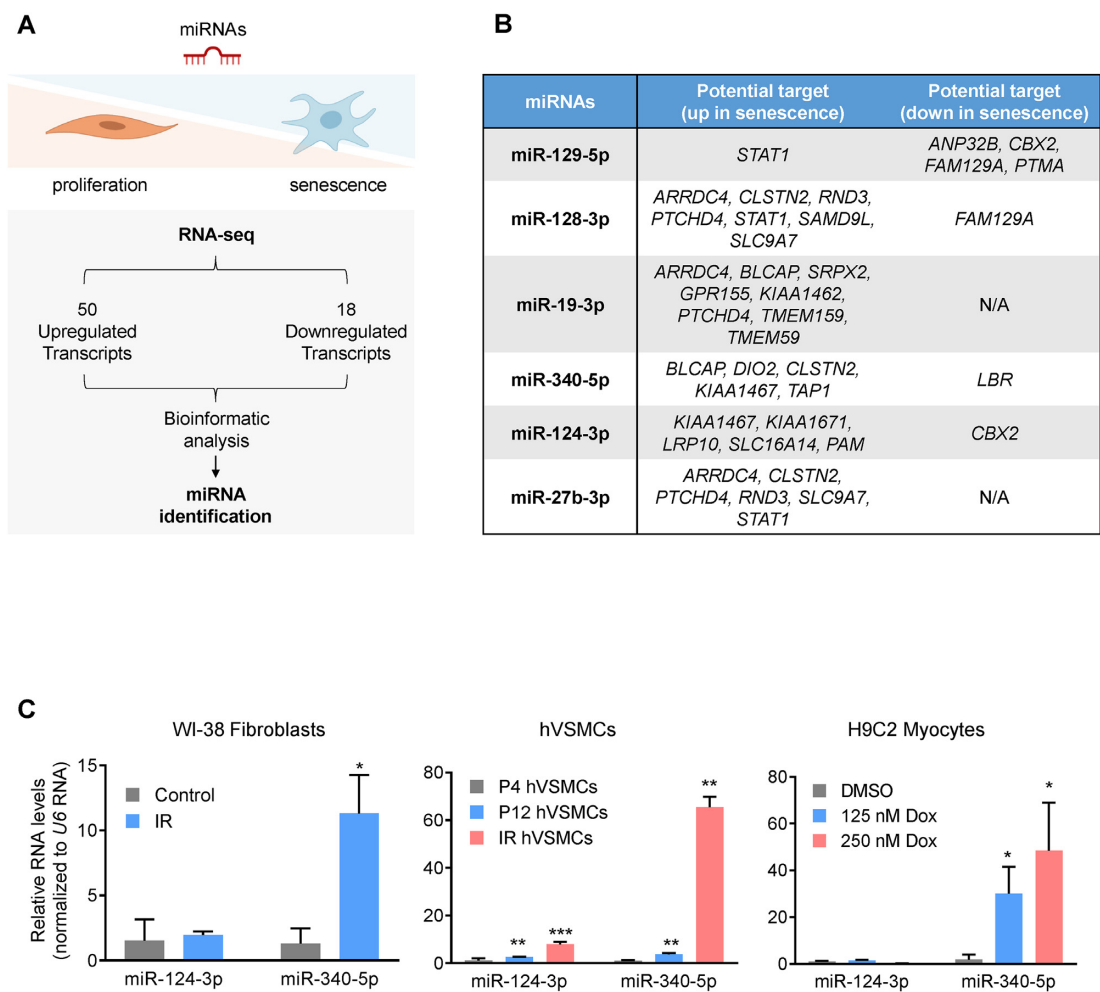 A
miRNAs
proliferation
senescence
RNA-seq
50
Upregulated
Transcripts
18
Downregulated
Transcripts
Bioinformatic
analysis
miRNA
identification
B
miRNAs
Potential target
(up in senescence)
Potential target
(down in senescence)
miR-129-5p
STAT1
ANP32B, CBX2,
FAM129A, PTMA
miR-128-3p
ARRDC4, CLSTN2, RND3,
PTCHD4, STAT1, SAMD9L,
SLC9A7
FAM129A
miR-19-3p
ARRDC4, BLCAP, SRPX2,
GPR155, KIAA1462,
PTCHD4, TMEM159,
TMEM59
N/A
miR-340-5p
BLCAP, DIO2, CLSTN2,
KIAA1467, TAP1
LBR
miR-124-3p
KIAA1467, KIAA1671,
LRP10, SLC16A14, PAM
CBX2
miR-27b-3p
ARRDC4, CLSTN2,
PTCHD4, RND3, SLC9A7,
STAT1
N/A
C
WI-38 Fibroblasts
Relative RNA levels
(normalized to U6 RNA)
15
10
5
0
Control
IR
*
miR-124-3p
miR-340-5p
hVSMCs
80
60
40
20
0
P4 hVSMCs
P12 hVSMCs
IR hVSMCs
**
***
**
**
miR-124-3p
miR-340-5p
H9C2 Myocytes
80
60
40
20
0
DMSO
125 nM Dox
250 nM Dox
*
*
miR-124-3p
miR-340-5p